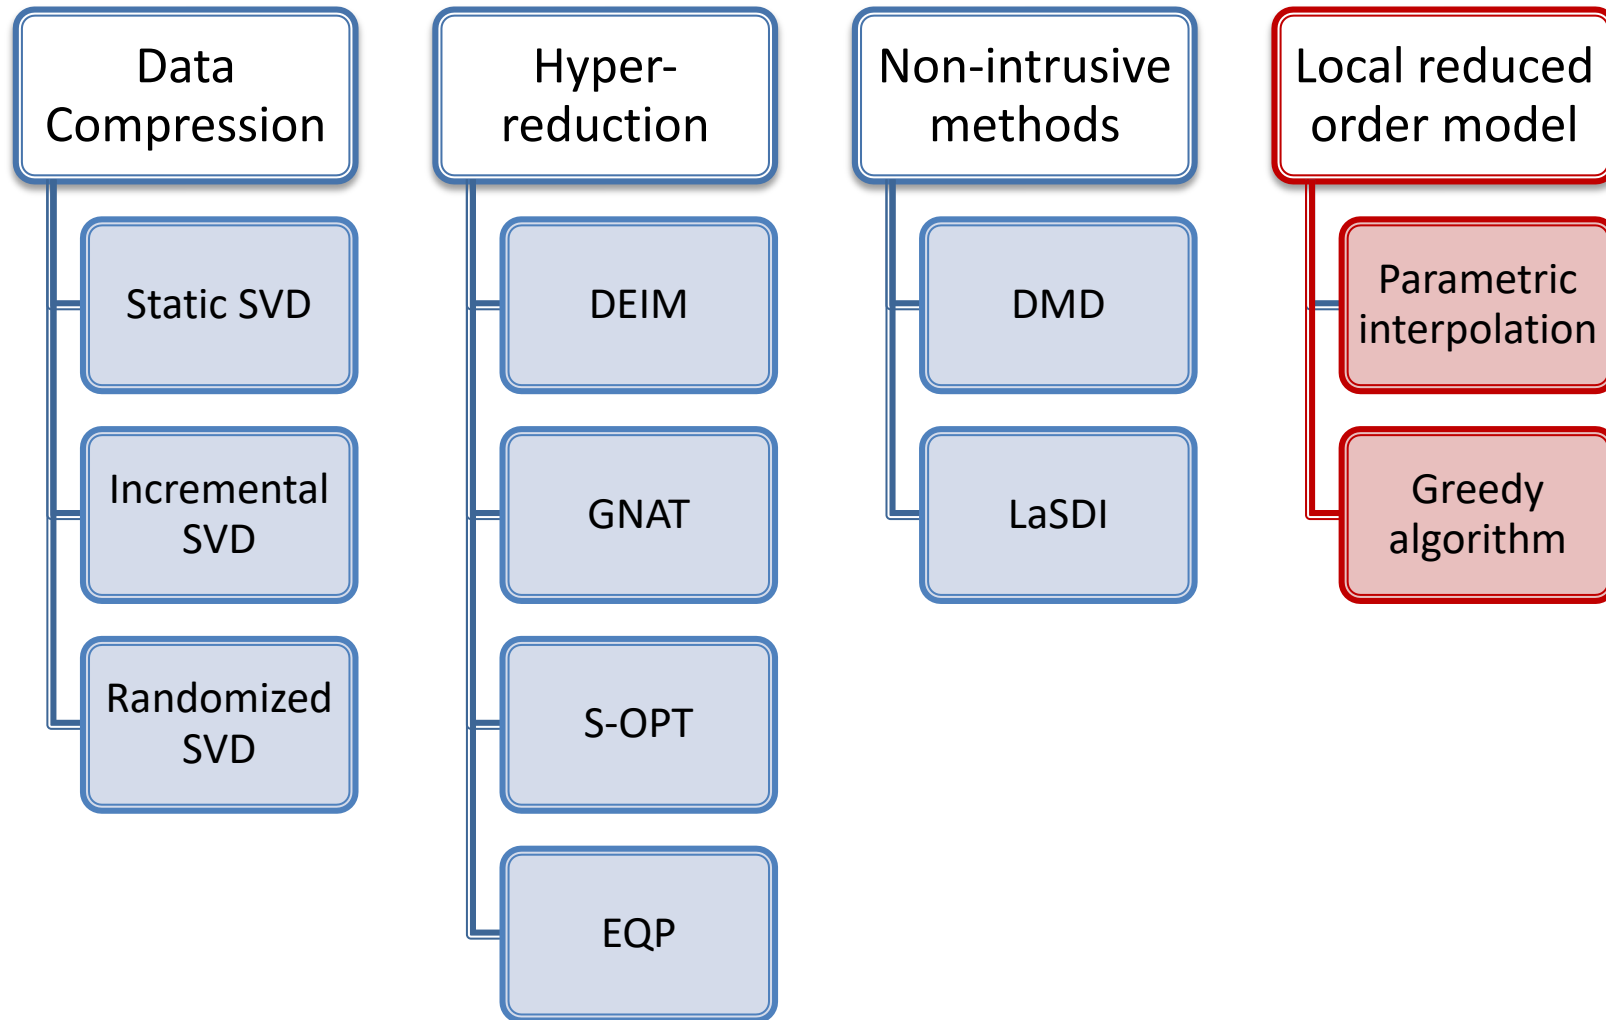 Data
Compression
Static SVD
Incremental
SVD
Randomized
SVD
Hyper-
reduction
DEIM
GNAT
S-OPT
EQP
Non-intrusive
methods
DMD
LaSDI
Local reduced
order model
Parametric
interpolation
Greedy
algorithm